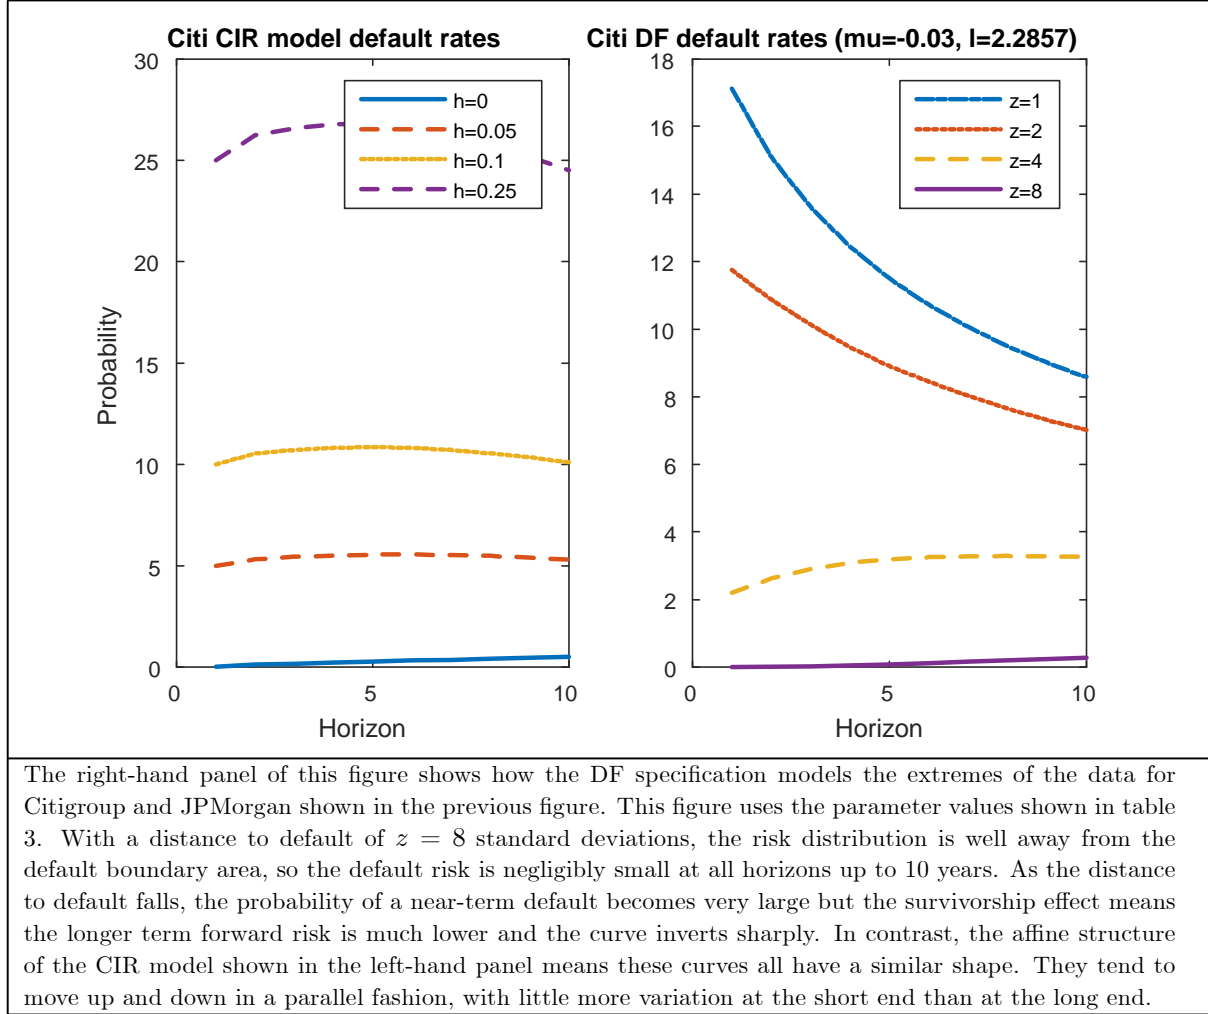 Citi CIR model default rates
30
25
20
15
10
5
0
0
5
10
Probability
Horizon
h=0
h=0.05
h=0.1
h=0.25
Citi DF default rates (mu=-0.03, l=2.2857)
18
16
14
12
10
8
6
4
2
0
0
5
10
Horizon
z=1
z=2
z=4
z=8
The right-hand panel of this figure shows how the DF specification models the extremes of the data for
Citigroup and JPMorgan shown in the previous figure. This figure uses the parameter values shown in table
3. With a distance to default of z = 8 standard deviations, the risk distribution is well away from the
default boundary area, so the default risk is negligibly small at all horizons up to 10 years. As the distance
to default falls, the probability of a near-term default becomes very large but the survivorship effect means
the longer term forward risk is much lower and the curve inverts sharply. In contrast, the affine structure
of the CIR model shown in the left-hand panel means these curves all have a similar shape. They tend to
move up and down in a parallel fashion, with little more variation at the short end than at the long end.